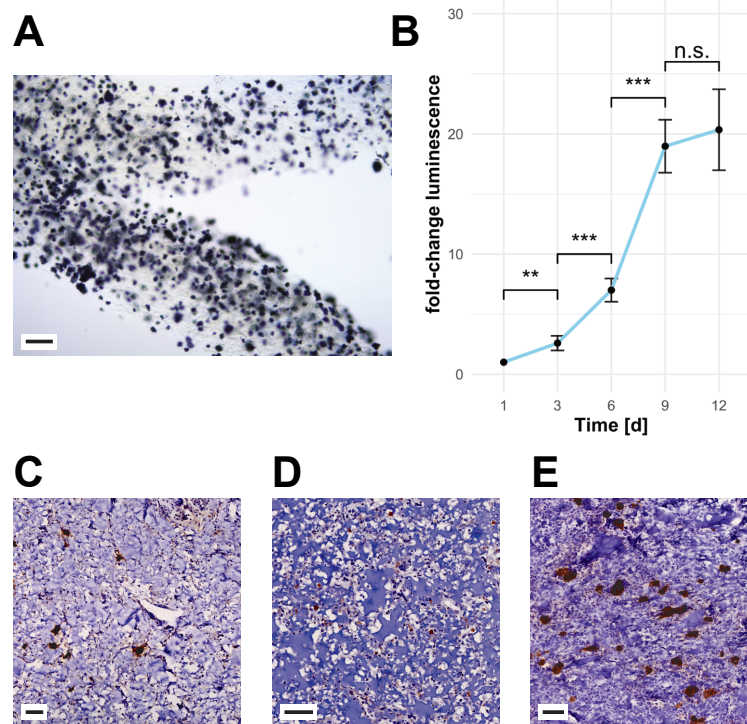 A
B
30
20
10
0
fold-change luminescence
**
***
***
n.s.
1 3 6 9 12
Time [d]
C
D
E